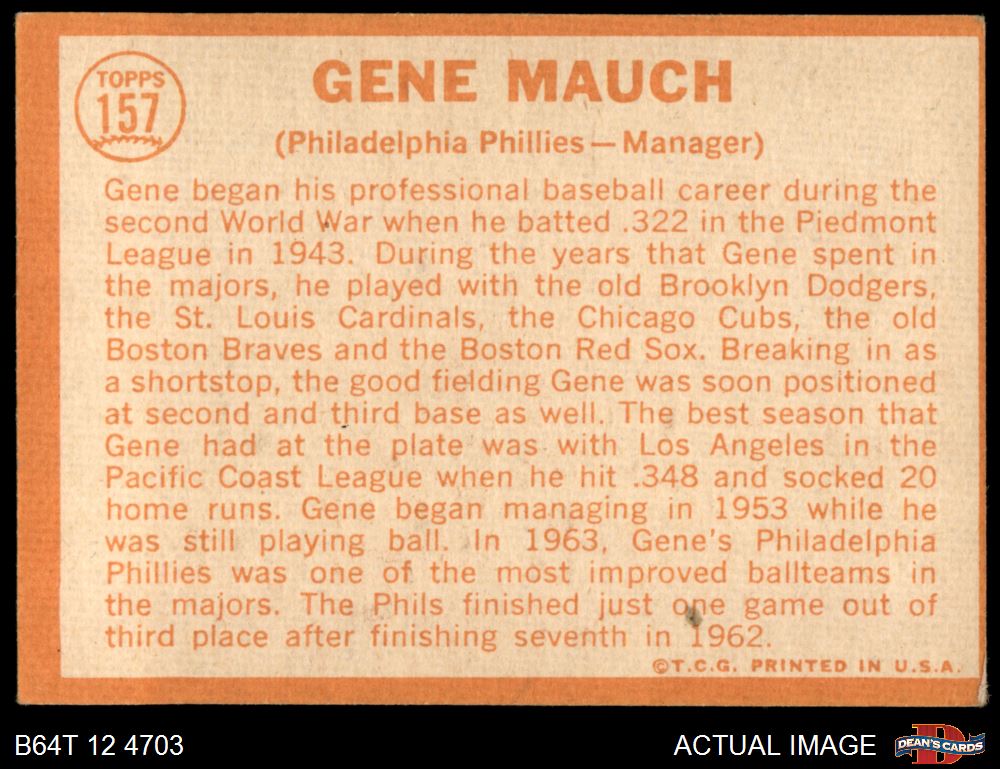 TOPPS
157
GENE MAUCH
(Philadelphia Phillies—Manager)
Gene began his professional baseball career during the
second World War when he batted .322 in the Piedmont
League in 1943. During the years that Gene spent in
the majors, he played with the old Brooklyn Dodgers,
the St. Louis Cardinals, the Chicago Cubs, the old
Boston Braves and the Boston Red Sox. Breaking in as
a shortstop, the good fielding Gene was soon positioned
at second and third base as well. The best season that
Gene had at the plate was with Los Angeles in the
Pacific Coast League when he hit .348 and socked 20
home runs. Gene began managing in 1953 while he
was still playing ball. In 1963, Gene's Philadelphia
Phillies was one of the most improved ballteams in
the majors. The Phils finished just one game out of
third place after finishing seventh in 1962.
©T.C.G. PRINTED IN U.S.A.
B64T 12 4703
ACTUAL IMAGE
D
DEAN'S CARDS